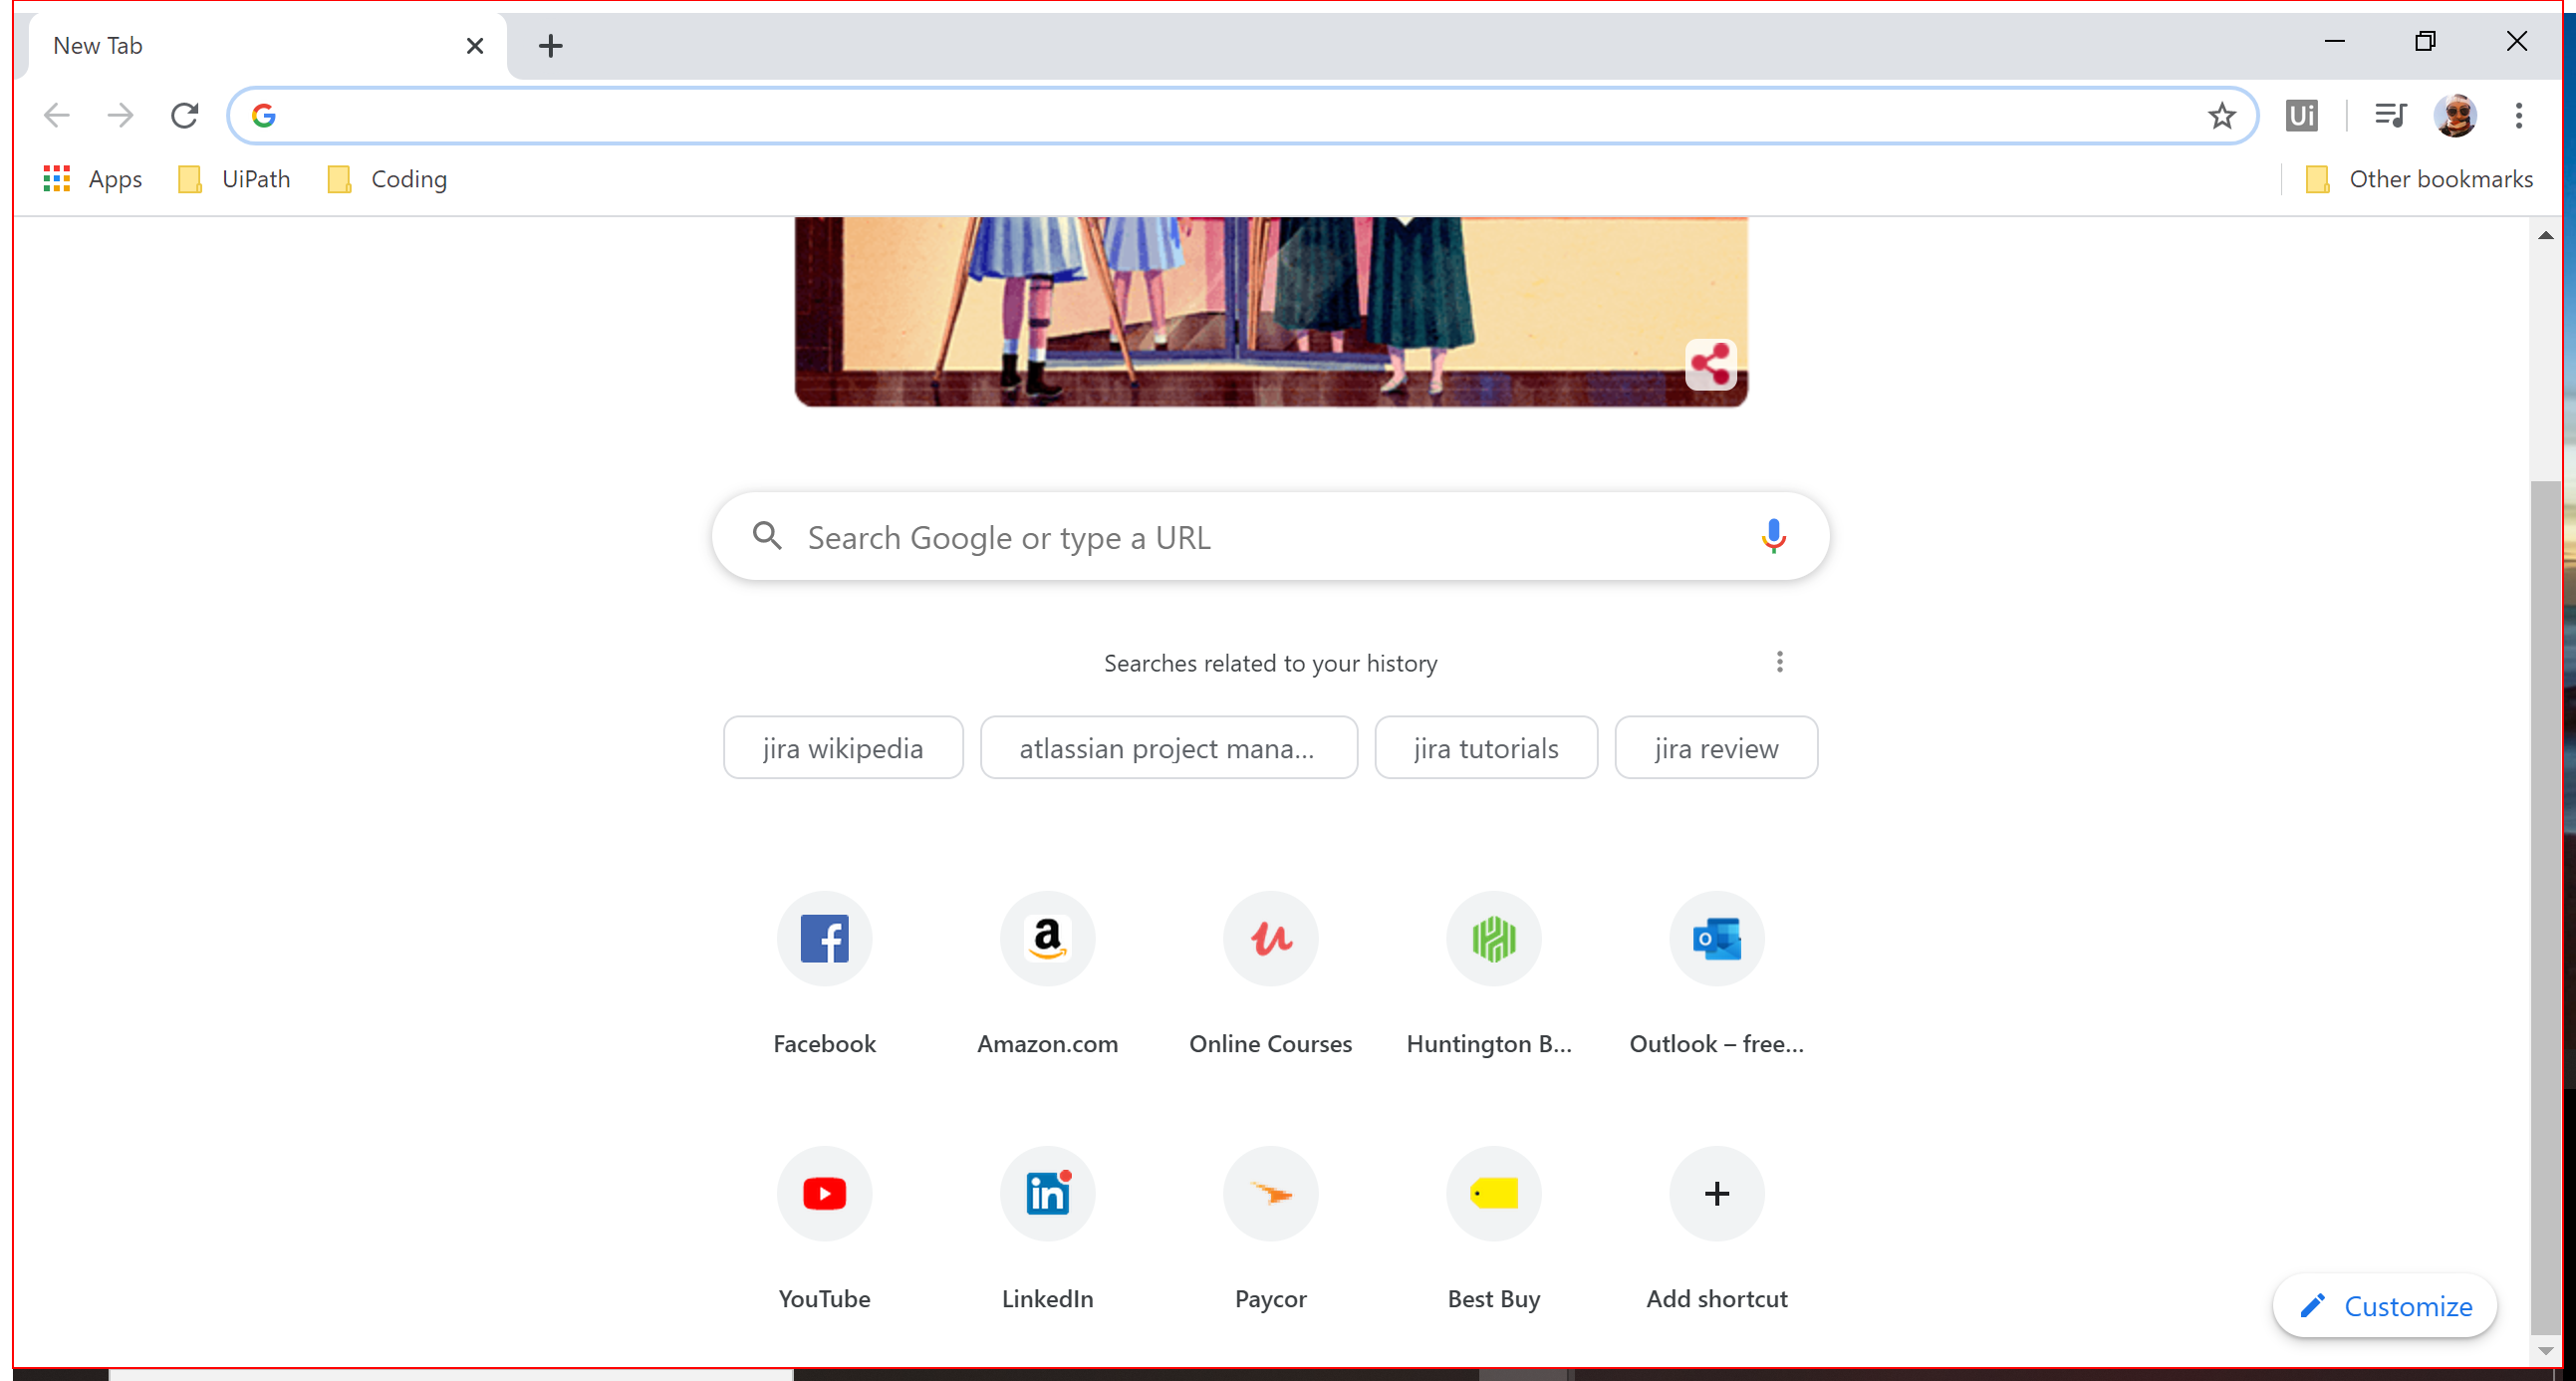 New Tab
Ui
Apps UiPath Coding Other bookmarks
Search Google or type a URL
Searches related to your history
jira wikipedia atlassian project mana... jira tutorials jira review
Facebook Amazon.com Online Courses Huntington B... Outlook – free...
YouTube LinkedIn Paycor Best Buy Add shortcut
Customize